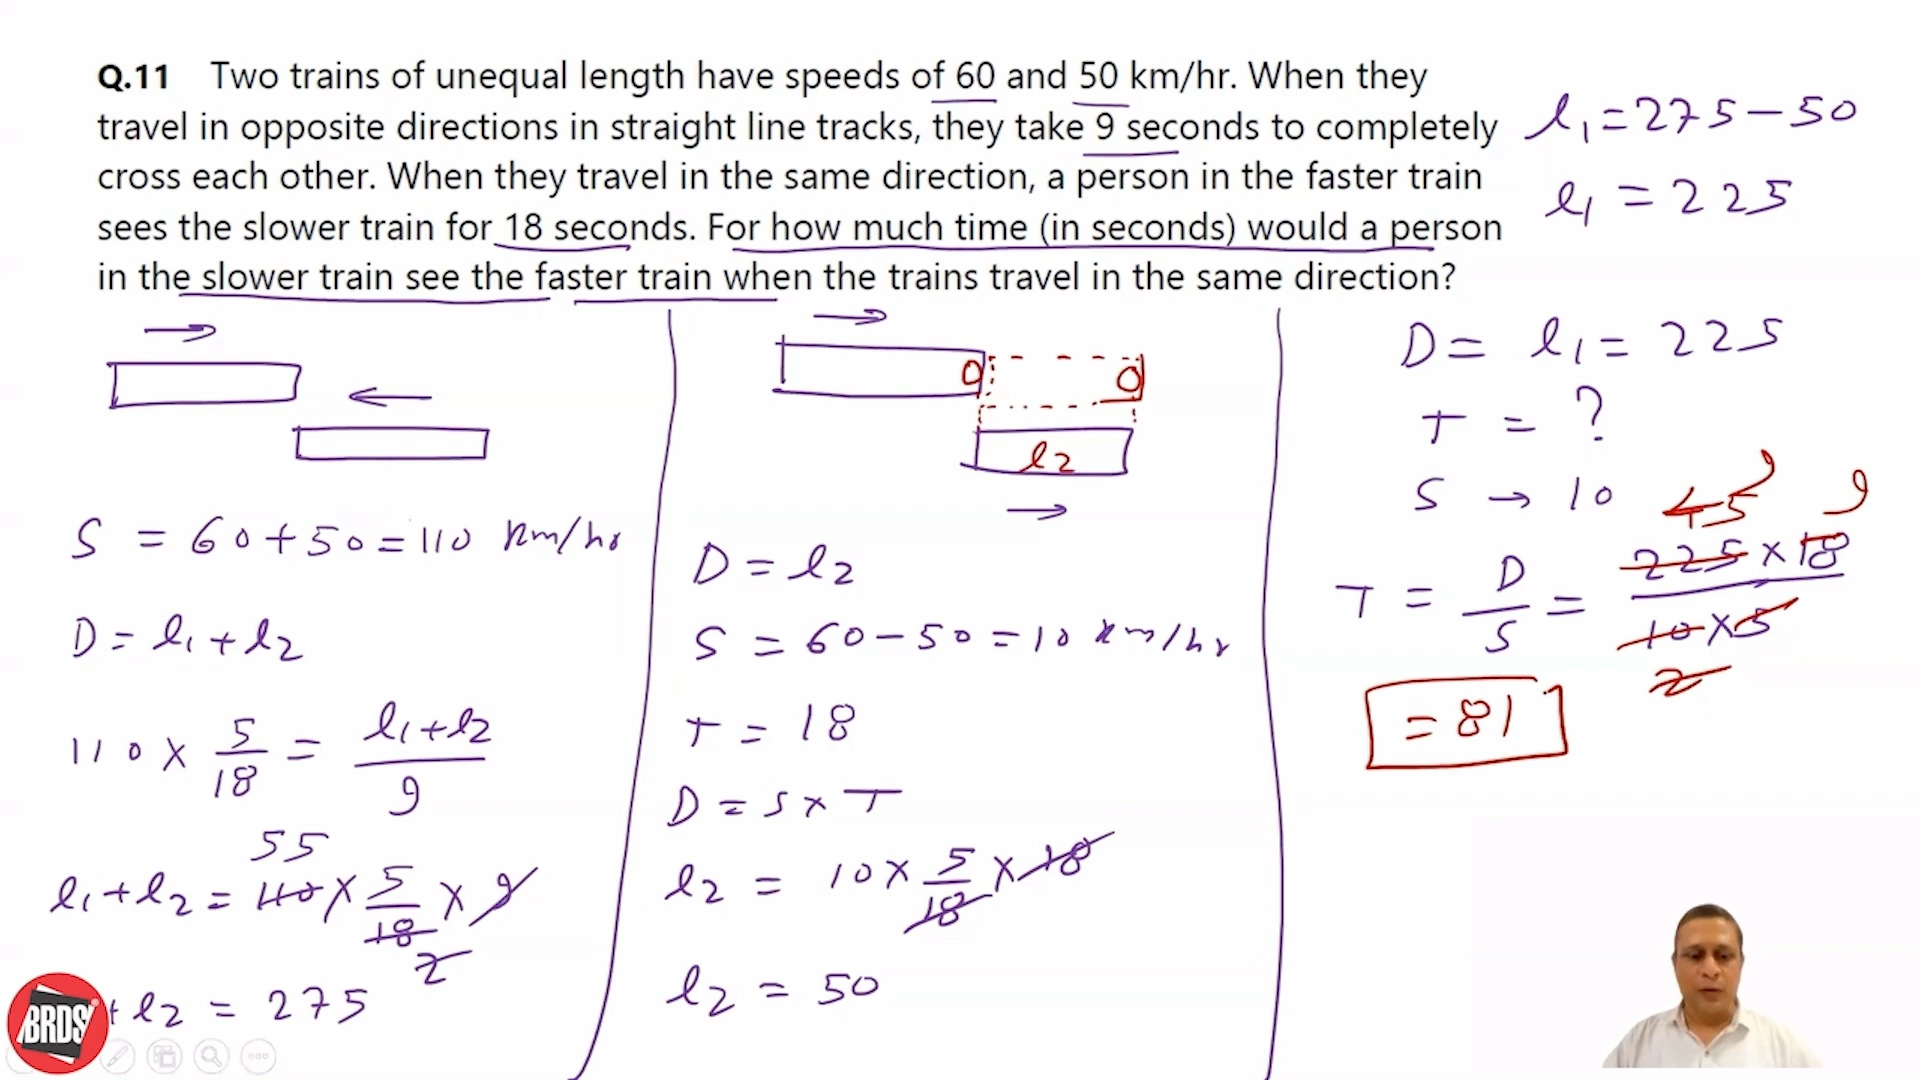 Q.11 Two trains of unequal length have speeds of 60 and 50 km/hr. When they
travel in opposite directions in straight line tracks, they take 9 seconds to completely
cross each other. When they travel in the same direction, a person in the faster train
sees the slower train for 18 seconds. For how much time (in seconds) would a person
in the slower train see the faster train when the trains travel in the same direction?
l₁ = 275 – 50
l₁ = 225
S = 60 + 50 = 110 km/hr
D = l₁ + l₂
110 × 5/18 = (l₁ + l₂)/9
55
l₁ + l₂ = 110 × 5/18 × 9
2
+ l₂ = 275
O O
l₂
D = l₂
S = 60 – 50 = 10 km/hr
T = 18
D = S × T
l₂ = 10 × 5/18 × 18
l₂ = 50
D = l₁ = 225
T = ?
S → 10
45 9 9
T = D/S = (225 × 18)/(10 × 5)
2
= 81
BRDS